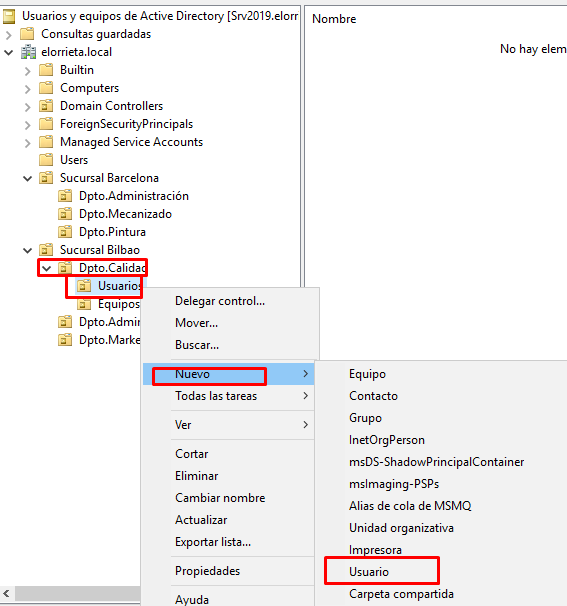 Usuarios y equipos de Active Directory [Srv2019.elorr
Nombre
Consultas guardadas
elorrieta.local
No hay elem
Builtin
Computers
Domain Controllers
ForeignSecurityPrincipals
Managed Service Accounts
Users
Sucursal Barcelona
Dpto.Administración
Dpto.Mecanizado
Dpto.Pintura
Sucursal Bilbao
Dpto.Calidad
Usuarios
Equipos
Dpto.Admir
Dpto.Marke
Delegar control...
Mover...
Buscar...
Nuevo
Todas las tareas
Ver
Cortar
Eliminar
Cambiar nombre
Actualizar
Exportar lista...
Propiedades
Ayuda
Equipo
Contacto
Grupo
InetOrgPerson
msDS-ShadowPrincipalContainer
msImaging-PSPs
Alias de cola de MSMQ
Unidad organizativa
Impresora
Usuario
Carpeta compartida